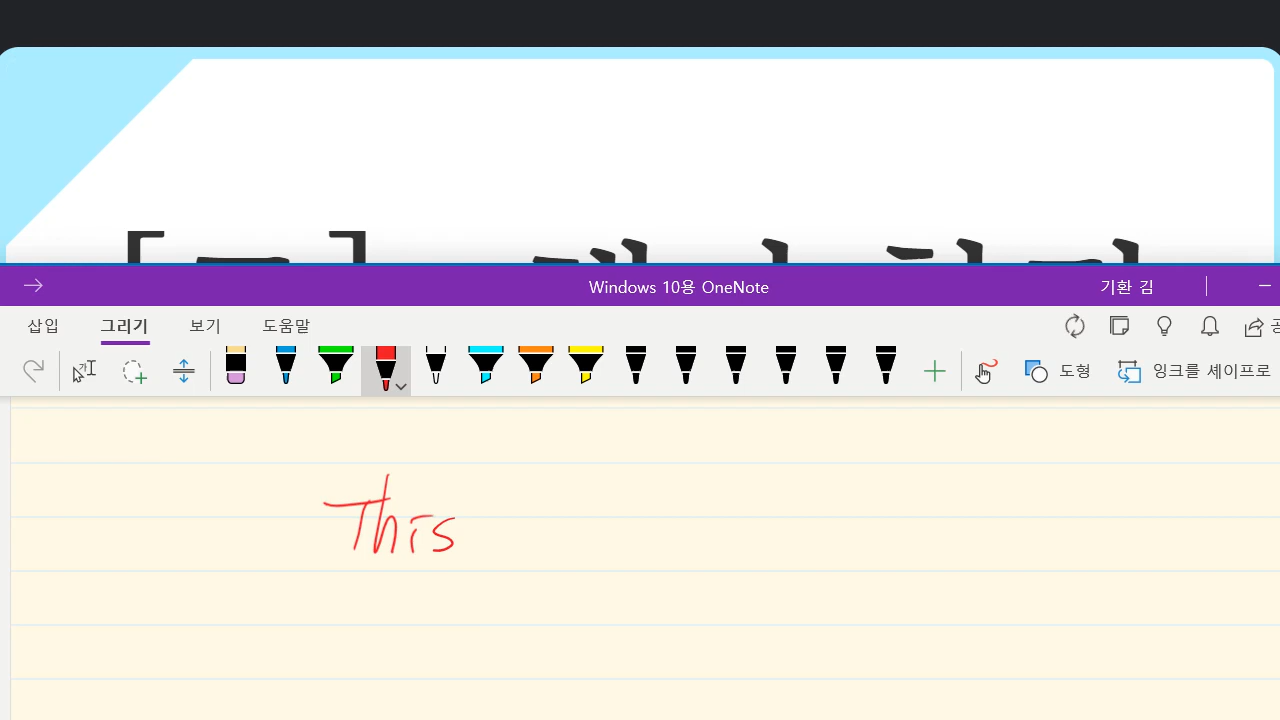 Windows 10용 OneNote 기환 김
삽입 그리기 보기 도움말
도형 잉크를 셰이프로
This